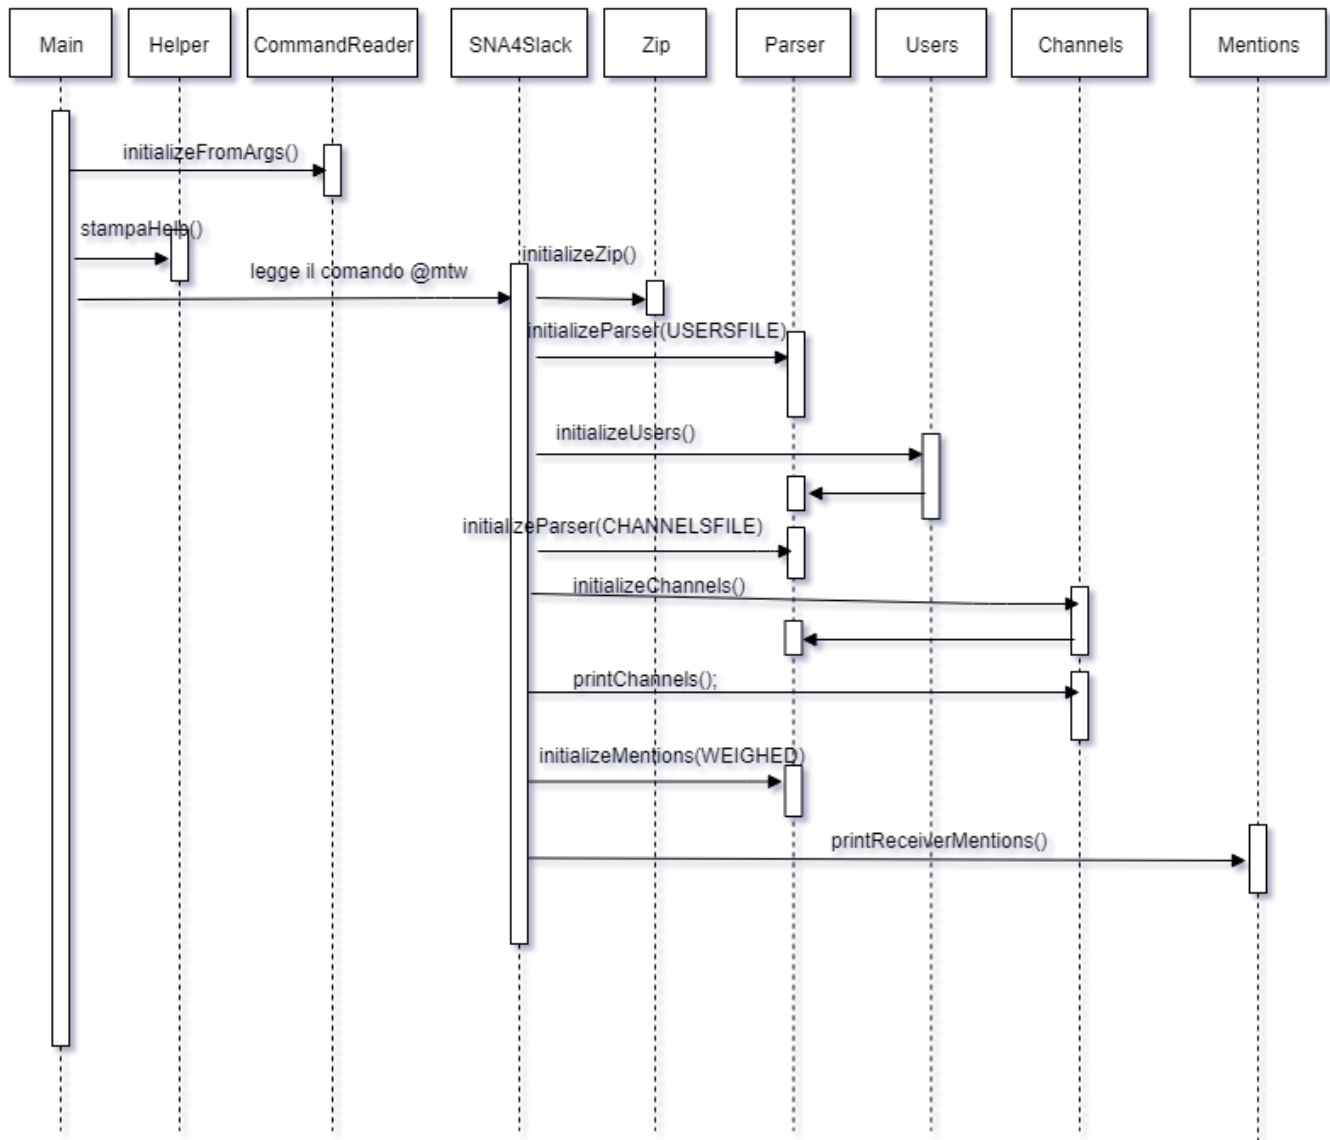 Main
Helper
CommandReader
SNA4Slack
Zip
Parser
Users
Channels
Mentions
initializeFromArgs()
stampaHelp()
initializeZip()
legge il comando @mtw
initializeParser(USERSFILE)
initializeUsers()
initializeParser(CHANNELSFILE)
initializeChannels()
printChannels();
initializeMentions(WEIGHED)
printReceiverMentions()